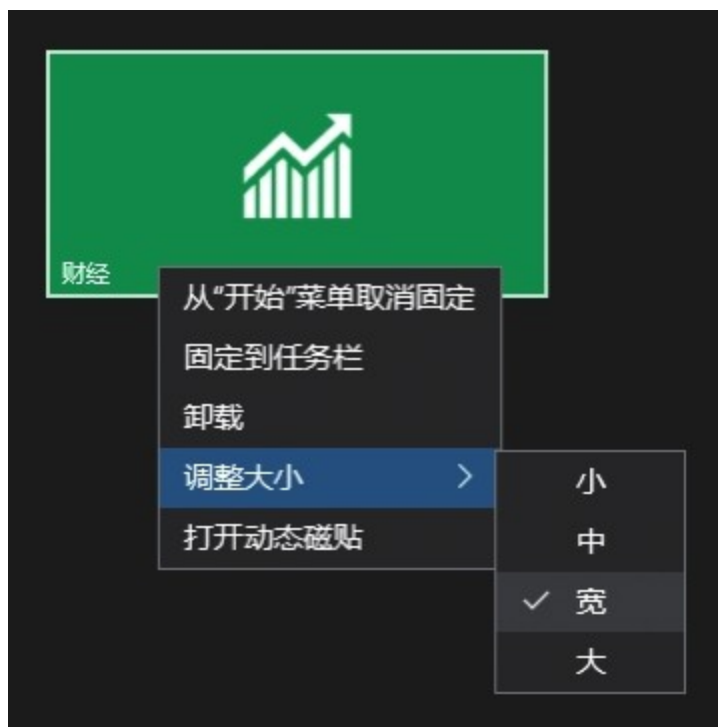 财经
从“开始”菜单取消固定
固定到任务栏
卸载
调整大小
打开动态磁贴
小
中
宽
大